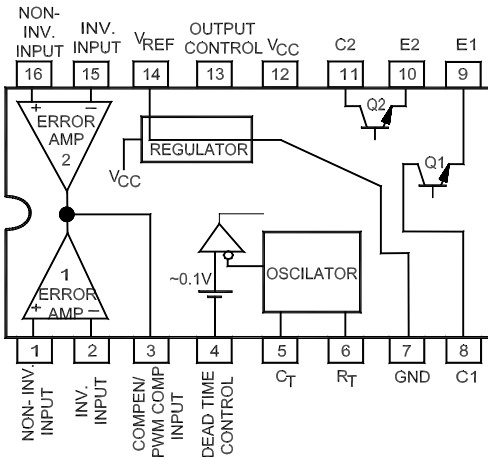 NON-
INV.
INPUT
INV.
INPUT
VREF
OUTPUT
CONTROL
VCC
C2
E2
E1
16
15
14
13
12
11
10
9
+
−
ERROR
AMP
2
REGULATOR
VCC
Q2
Q1
~0.1V
OSCILATOR
1
ERROR
AMP
+
−
1
2
3
4
5
6
7
8
NON- INV.
INPUT
INV.
INPUT
COMPEN/
PWM COMP
INPUT
DEAD TIME
CONTROL
CT
RT
GND
C1